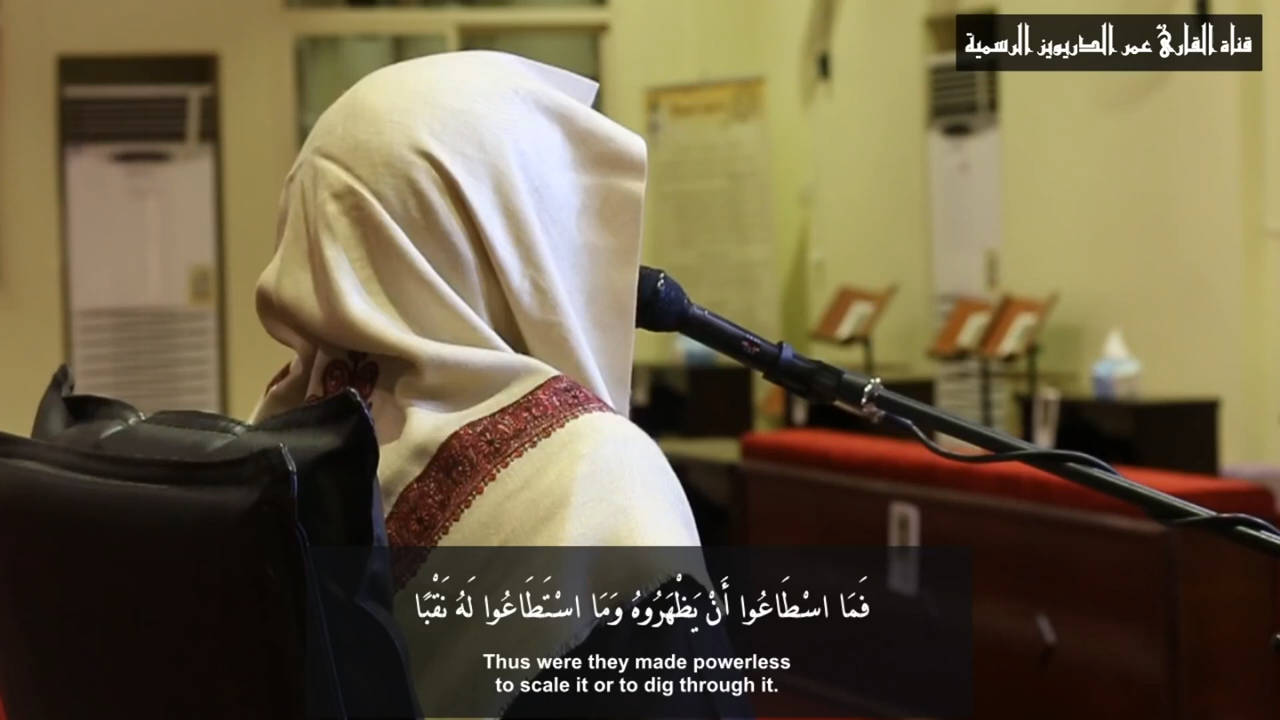 قناة القارئ عمر الدريويز الرسمية
فَمَا اسْطَاعُوا أَنْ يَظْهَرُوهُ وَمَا اسْتَطَاعُوا لَهُ نَقْبًا
Thus were they made powerless
to scale it or to dig through it.